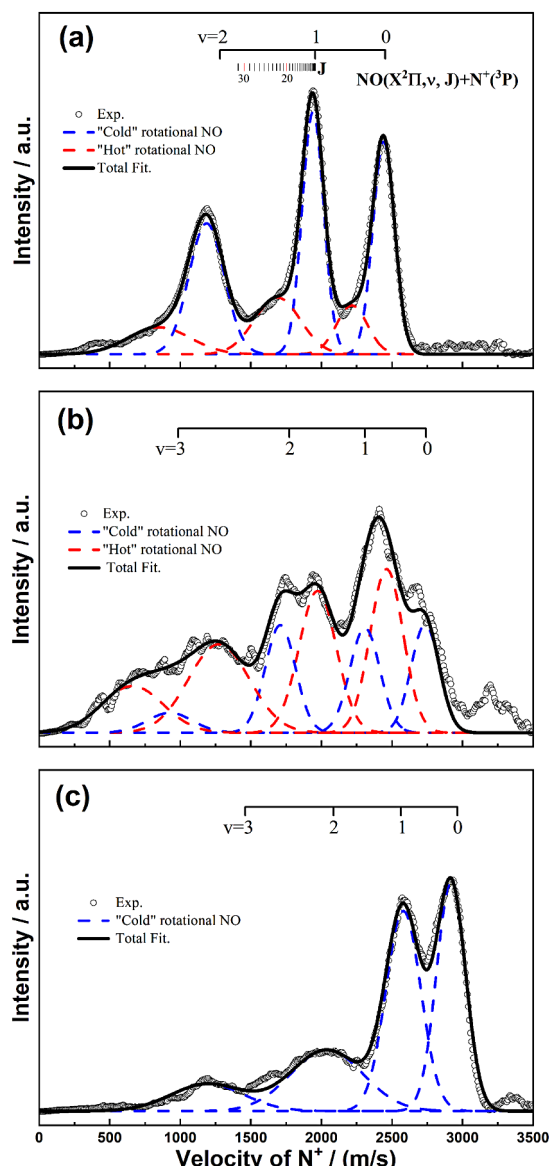 (a)
v=2 1 0
30 20 J
NO(X²Π,ν, J)+N⁺(³P)
Exp.
"Cold" rotational NO
"Hot" rotational NO
Total Fit.
Intensity / a.u.
(b)
v=3 2 1 0
Exp.
"Cold" rotational NO
"Hot" rotational NO
Total Fit.
Intensity / a.u.
(c)
v=3 2 1 0
Exp.
"Cold" rotational NO
Total Fit.
Intensity / a.u.
0 500 1000 1500 2000 2500 3000 3500
Velocity of N⁺ / (m/s)